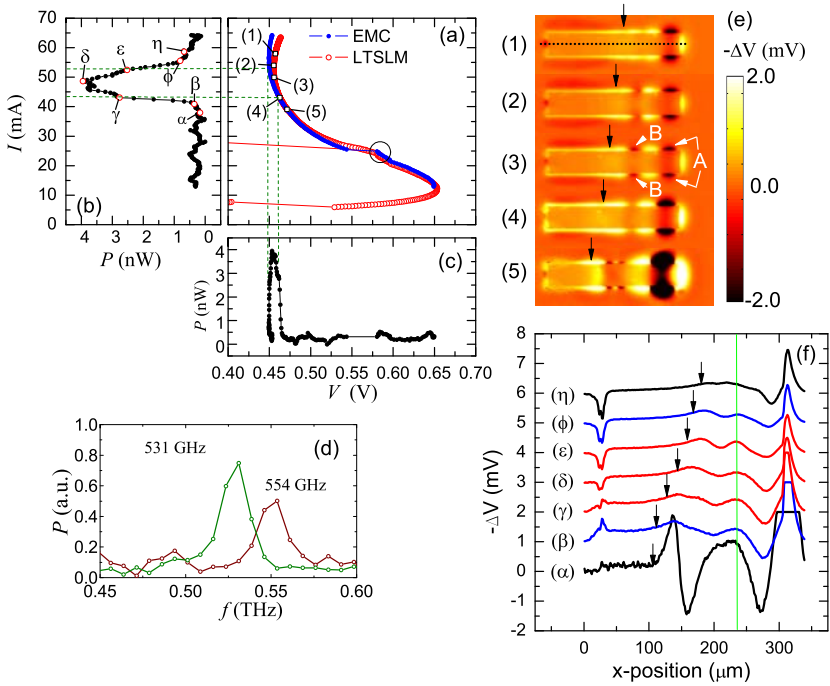 70
60
50
40
30
20
10
0
I (mA)
δ
ε
η
ϕ
β
γ
α
(b)
4 3 2 1 0
P (nW)
(1)
(2)
(3)
(4)
(5)
(a)
EMC
LTSLM
4
3
2
1
0
P (nW)
(c)
0.40 0.45 0.50 0.55 0.60 0.65 0.70
V (V)
1.0
0.8
0.6
0.4
0.2
0.0
P (a.u.)
(d)
531 GHz
554 GHz
0.45 0.50 0.55 0.60
f (THz)
(e)
(1)
(2)
(3)
(4)
(5)
B
B
A
-ΔV (mV)
2.0
0.0
-2.0
(f)
8
7
6
5
4
3
2
1
0
-1
-2
-ΔV (mV)
(η)
(ϕ)
(ε)
(δ)
(γ)
(β)
(α)
0 100 200 300
x-position (μm)